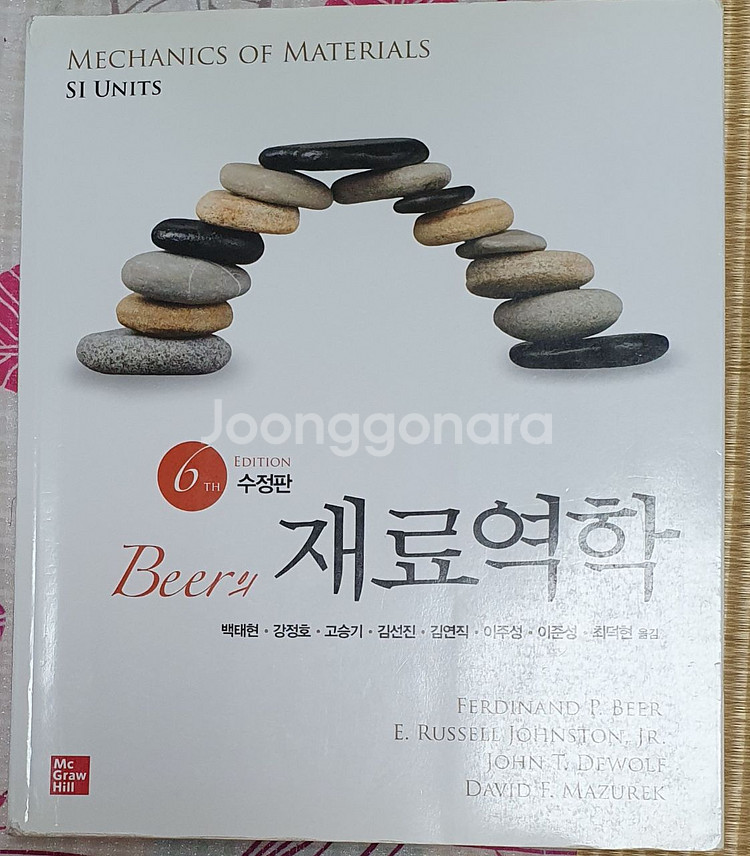 MECHANICS OF MATERIALS
SI UNITS
Joonggonara
6TH EDITION
수정판
Beer의 재료역학
백태현 · 강정호 · 고승기 · 김선진 · 김연직 · 이주성 · 이준성 · 최덕현 옮김
FERDINAND P. BEER
E. RUSSELL JOHNSTON, JR.
JOHN T. DEWOLF
DAVID F. MAZUREK
Mc
Graw
Hill